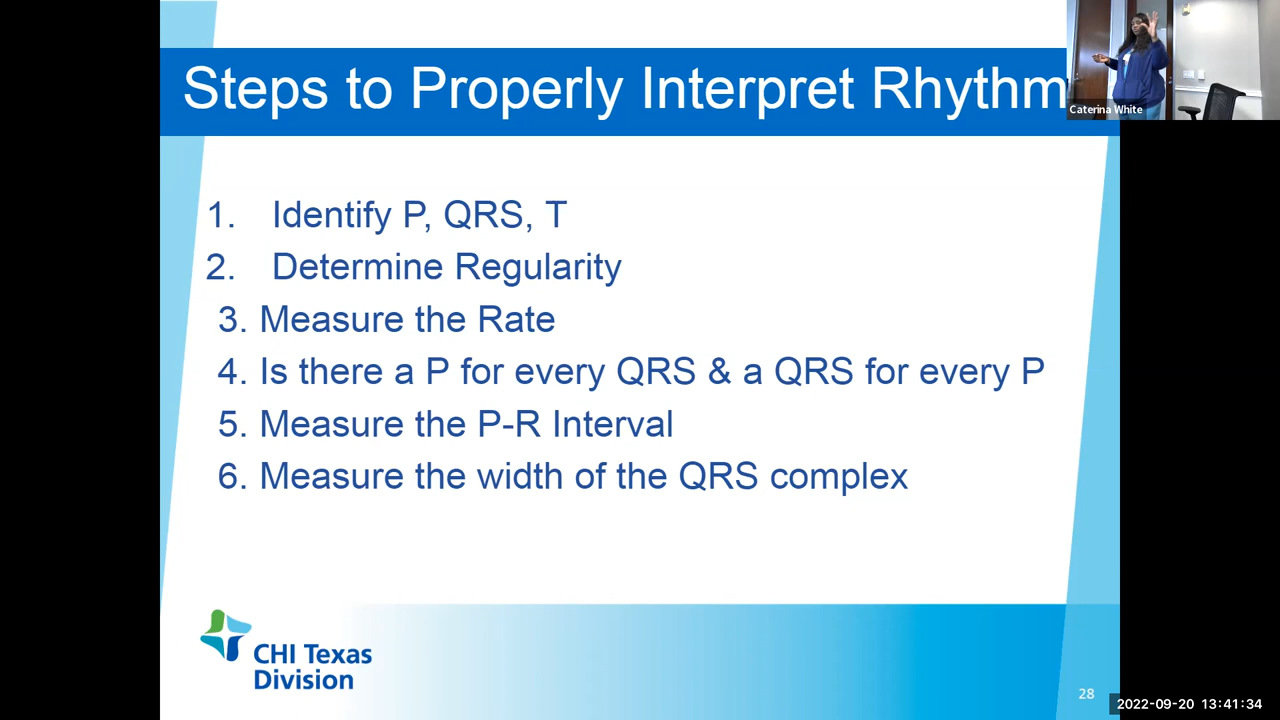 Steps to Properly Interpret Rhythm
Caterina White
1. Identify P, QRS, T
2. Determine Regularity
3. Measure the Rate
4. Is there a P for every QRS & a QRS for every P
5. Measure the P-R Interval
6. Measure the width of the QRS complex
CHI Texas
Division
28
2022-09-20 13:41:34